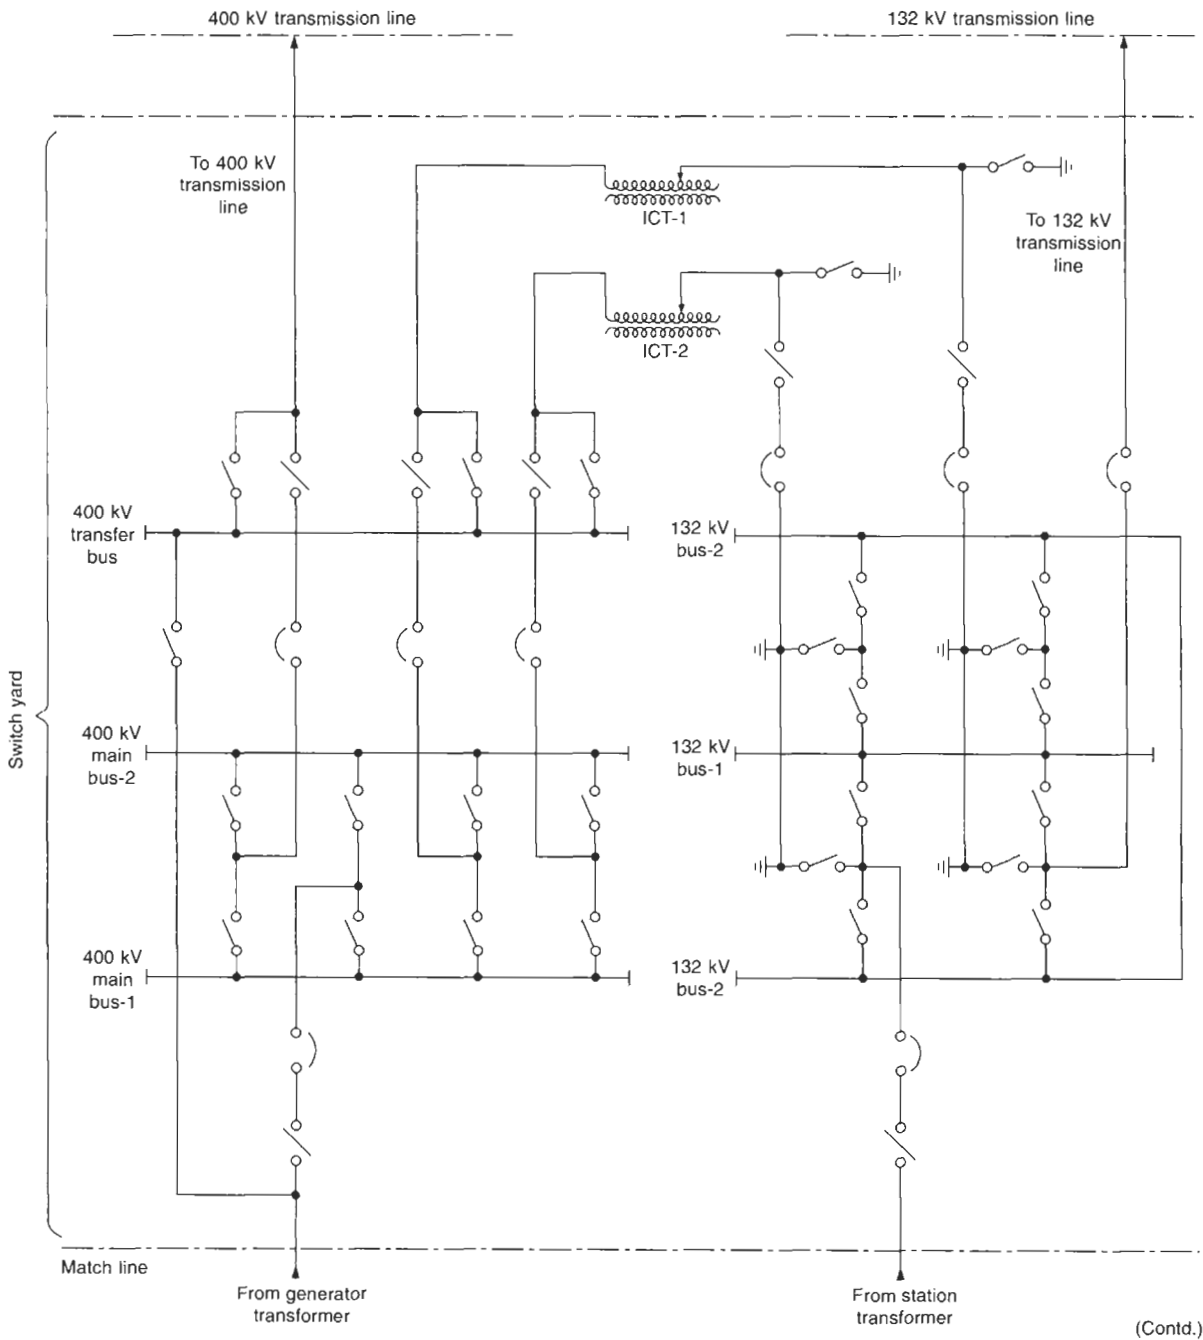 400 kV transmission line
132 kV transmission line
To 400 kV
transmission
line
ICT-1
To 132 kV
transmission
line
ICT-2
400 kV
transfer
bus
132 kV
bus-2
Switch yard
400 kV
main
bus-2
132 kV
bus-1
400 kV
main
bus-1
132 kV
bus-2
Match line
From generator
transformer
From station
transformer
(Contd.)